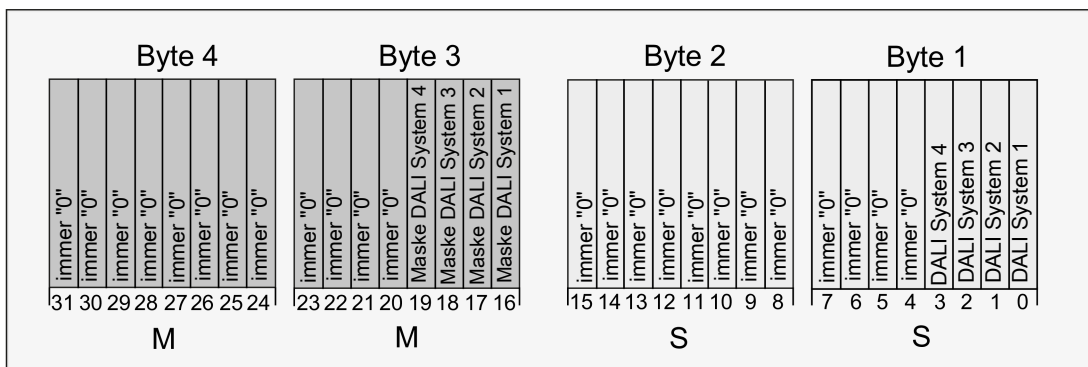 Byte 4
Byte 3
Byte 2
Byte 1
immer "0"
immer "0"
immer "0"
immer "0"
immer "0"
immer "0"
immer "0"
immer "0"
immer "0"
immer "0"
immer "0"
immer "0"
Maske DALI System 4
Maske DALI System 3
Maske DALI System 2
Maske DALI System 1
immer "0"
immer "0"
immer "0"
immer "0"
immer "0"
immer "0"
immer "0"
immer "0"
immer "0"
immer "0"
immer "0"
immer "0"
DALI System 4
DALI System 3
DALI System 2
DALI System 1
31 30 29 28 27 26 25 24
23 22 21 20 19 18 17 16
15 14 13 12 11 10 9 8
7 6 5 4 3 2 1 0
M
M
S
S